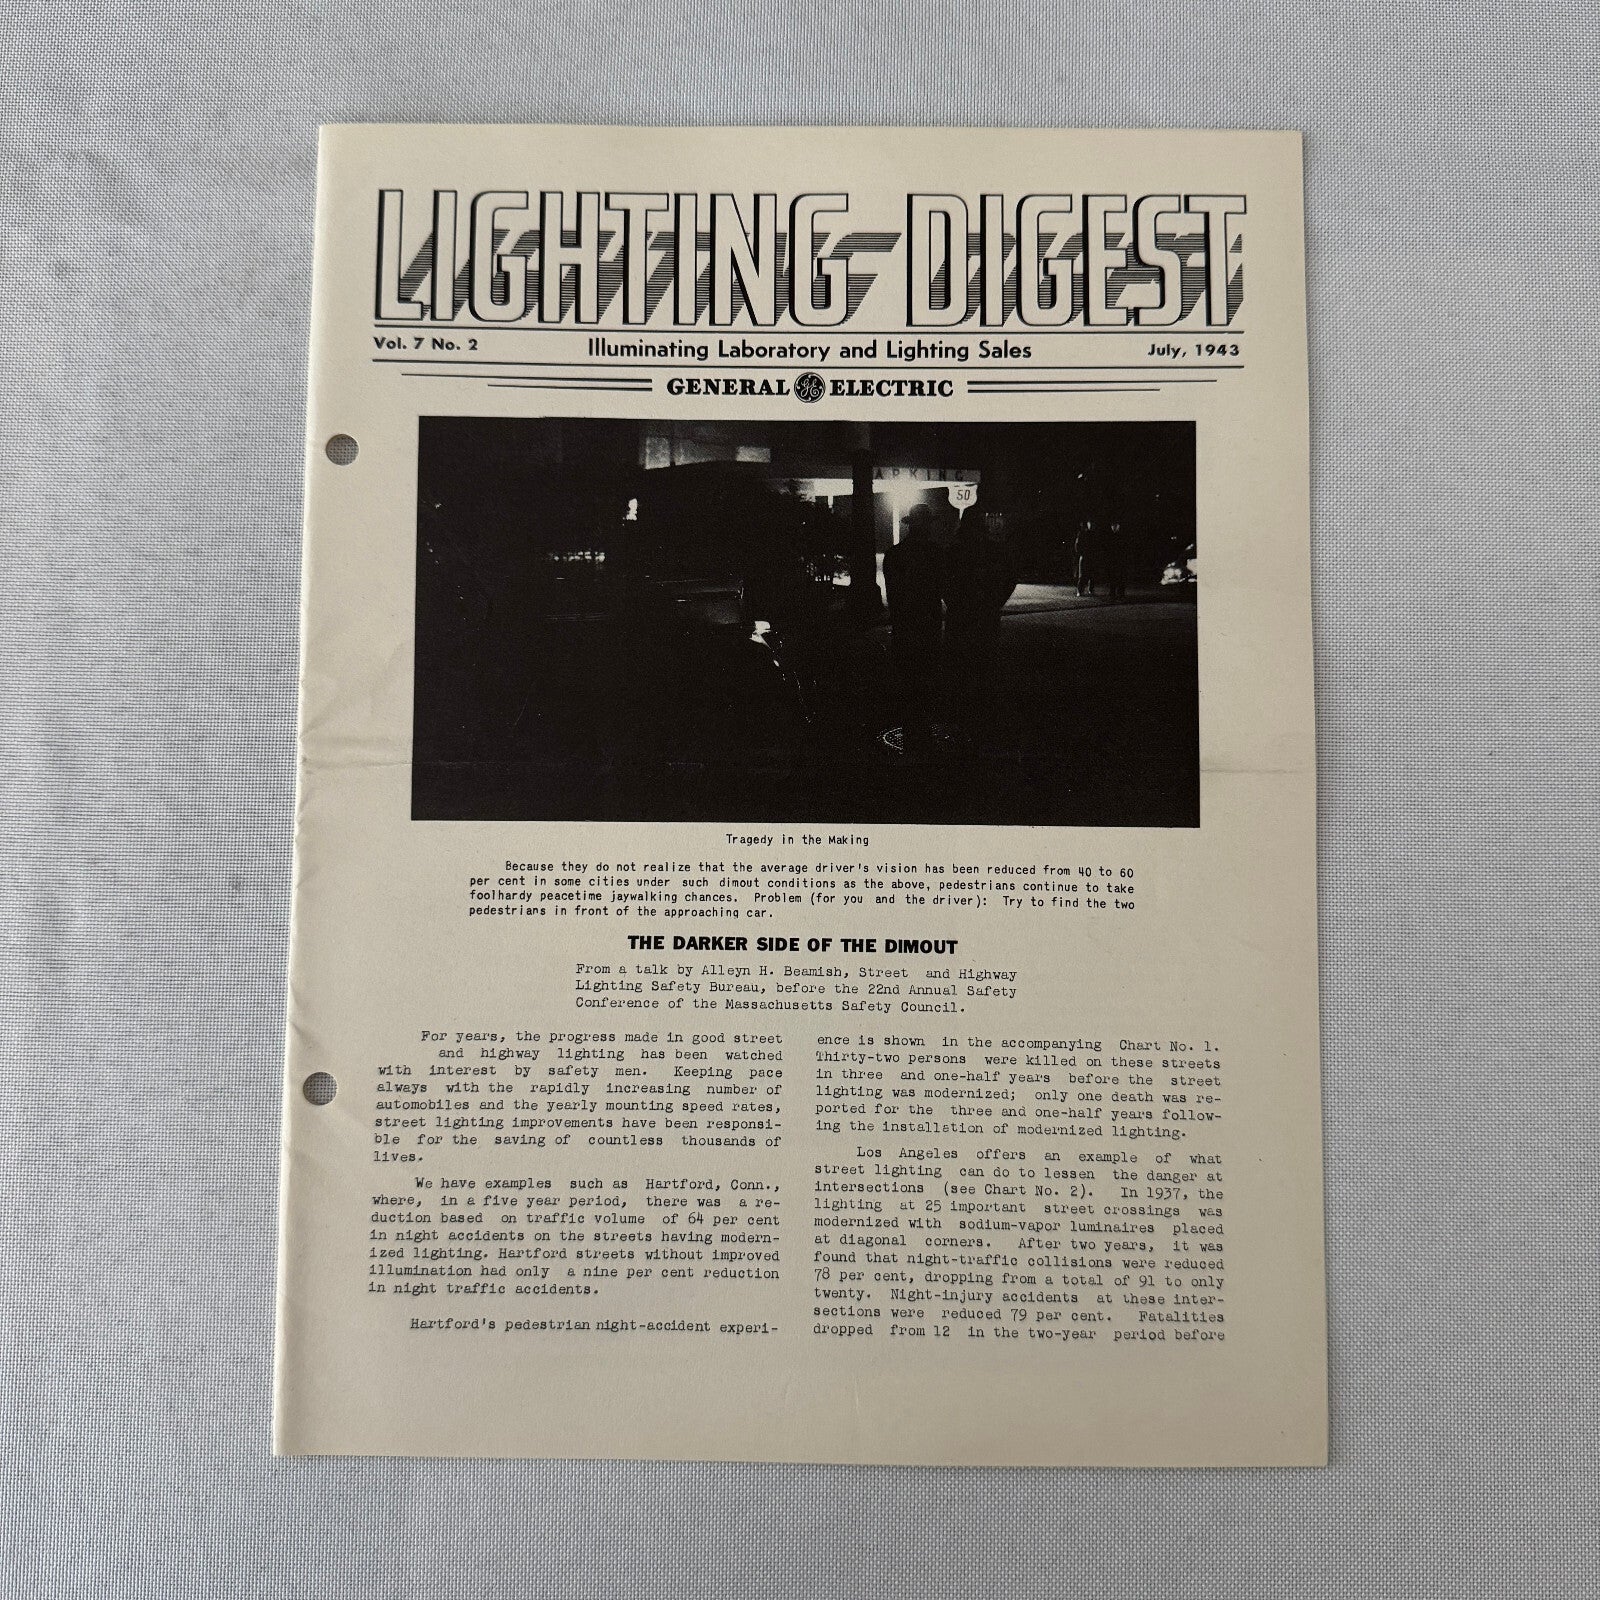 LIGHTING DIGEST
Vol. 7 No. 2
Illuminating Laboratory and Lighting Sales
July, 1943
GENERAL GE ELECTRIC
ARKING
50
Tragedy in the Making
Because they do not realize that the average driver's vision has been reduced from 40 to 60
per cent in some cities under such dimout conditions as the above, pedestrians continue to take
foolhardy peacetime jaywalking chances. Problem (for you and the driver): Try to find the two
pedestrians in front of the approaching car.
THE DARKER SIDE OF THE DIMOUT
From a talk by Alleyn H. Beamish, Street and Highway
Lighting Safety Bureau, before the 22nd Annual Safety
Conference of the Massachusetts Safety Council.
For years, the progress made in good street
and highway lighting has been watched
with interest by safety men. Keeping pace
always with the rapidly increasing number of
automobiles and the yearly mounting speed rates,
street lighting improvements have been responsi-
ble for the saving of countless thousands of
lives.
We have examples such as Hartford, Conn.,
where, in a five year period, there was a re-
duction based on traffic volume of 64 per cent
in night accidents on the streets having modern-
ized lighting. Hartford streets without improved
illumination had only a nine per cent reduction
in night traffic accidents.
Hartford's pedestrian night-accident experi-
ence is shown in the accompanying Chart No. 1.
Thirty-two persons were killed on these streets
in three and one-half years before the street
lighting was modernized; only one death was re-
ported for the three and one-half years follow-
ing the installation of modernized lighting.
Los Angeles offers an example of what
street lighting can do to lessen the danger at
intersections (see Chart No. 2). In 1937, the
lighting at 25 important street crossings was
modernized with sodium-vapor luminaires placed
at diagonal corners. After two years, it was
found that night-traffic collisions were reduced
78 per cent, dropping from a total of 91 to only
twenty. Night-injury accidents at these inter-
sections were reduced 79 per cent. Fatalities
dropped from 12 in the two-year period before